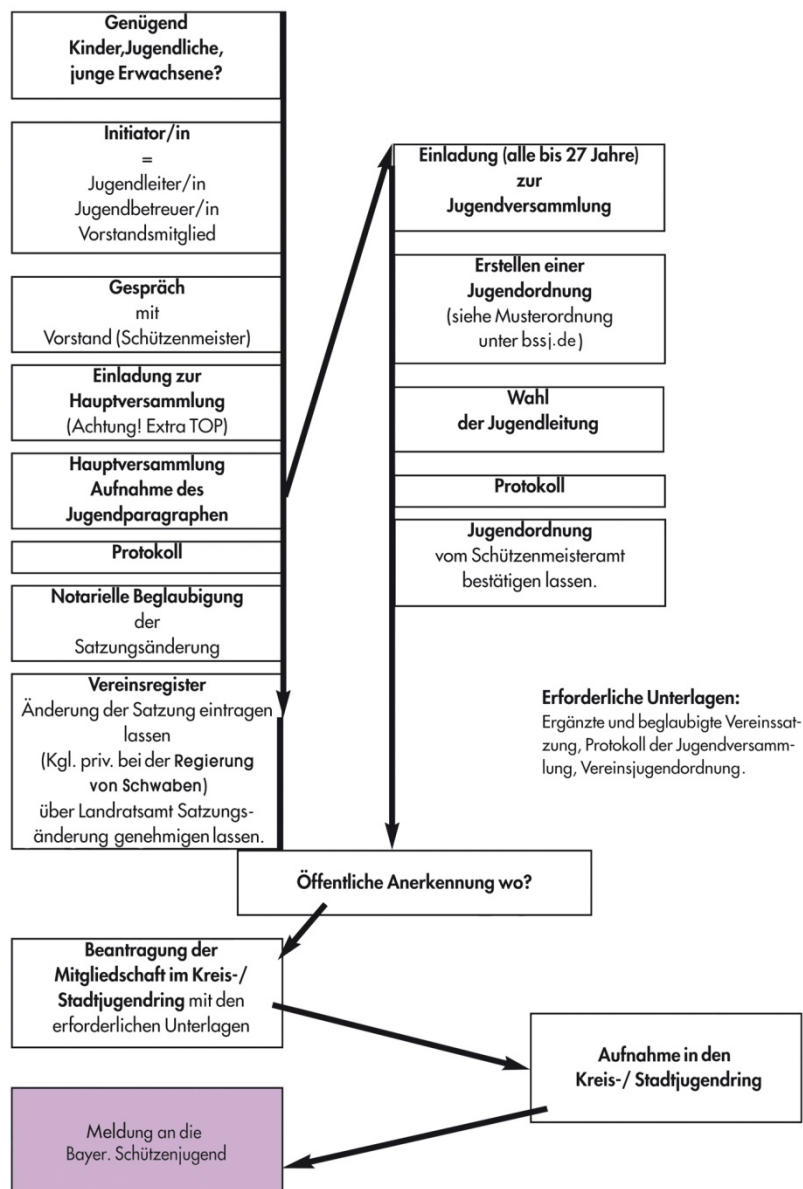 Genügend
Kinder,Jugendliche,
junge Erwachsene?
Initiator/in
=
Jugendleiter/in
Jugendbetreuer/in
Vorstandsmitglied
Gespräch
mit
Vorstand (Schützenmeister)
Einladung zur
Hauptversammlung
(Achtung! Extra TOP)
Hauptversammlung
Aufnahme des
Jugendparagraphen
Protokoll
Notarielle Beglaubigung
der
Satzungsänderung
Vereinsregister
Änderung der Satzung eintragen
lassen
(Kgl. priv. bei der Regierung
von Schwaben)
über Landratsamt Satzungs-
änderung genehmigen lassen.
Einladung (alle bis 27 Jahre)
zur
Jugendversammlung
Erstellen einer
Jugendordnung
(siehe Musterordnung
unter bssj.de)
Wahl
der Jugendleitung
Protokoll
Jugendordnung
vom Schützenmeisteramt
bestätigen lassen.
Erforderliche Unterlagen:
Ergänzte und beglaubigte Vereinssat-
zung, Protokoll der Jugendversamm-
lung, Vereinsjugendordnung.
Öffentliche Anerkennung wo?
Beantragung der
Mitgliedschaft im Kreis-/
Stadtjugendring mit den
erforderlichen Unterlagen
Aufnahme in den
Kreis-/ Stadtjugendring
Meldung an die
Bayer. Schützenjugend